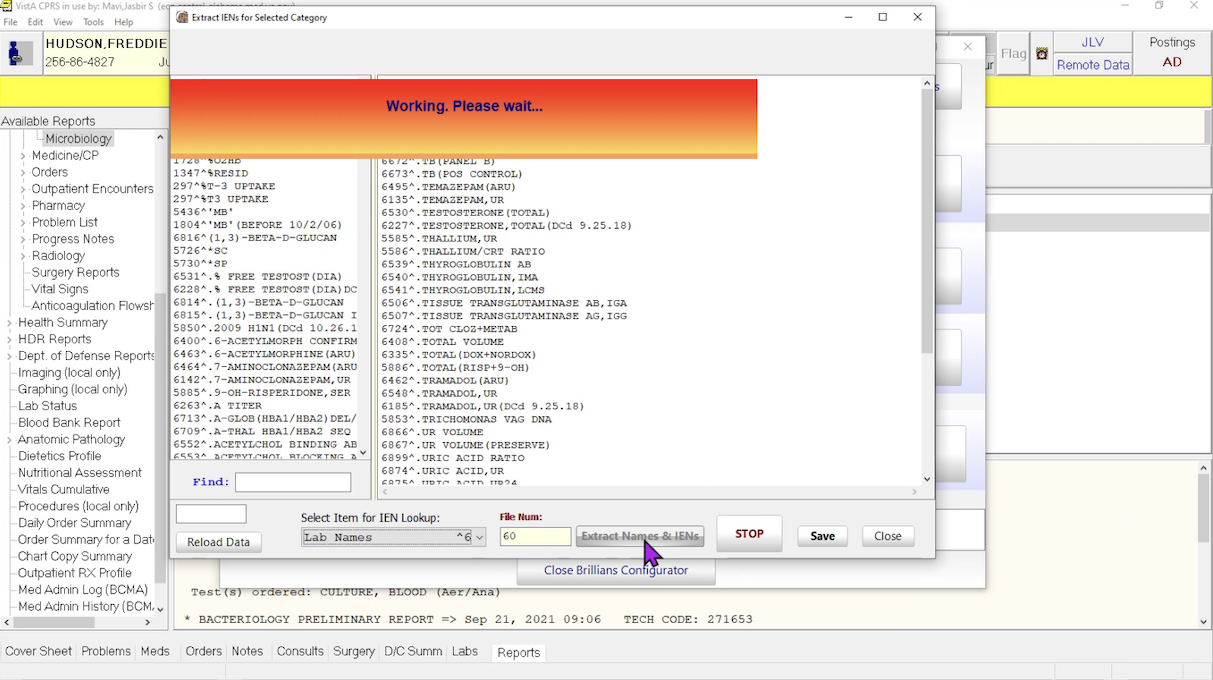 VistA CPRS in use by: Mavi,Jasbir S
File Edit View Tools Help
HUDSON,FREDDIE
256-86-4827
Flag
JLV
Remote Data
Postings
AD
Available Reports
Microbiology
Medicine/CP
Orders
Outpatient Encounters
Pharmacy
Problem List
Progress Notes
Radiology
Surgery Reports
Vital Signs
Anticoagulation Flowsh
Health Summary
HDR Reports
Dept. of Defense Reports
Imaging (local only)
Graphing (local only)
Lab Status
Blood Bank Report
Anatomic Pathology
Dietetics Profile
Nutritional Assessment
Vitals Cumulative
Procedures (local only)
Daily Order Summary
Order Summary for a Date
Chart Copy Summary
Outpatient RX Profile
Med Admin Log (BCMA)
Med Admin History (BCM
Extract IENs for Selected Category
Working. Please wait...
1728^%O2HB
1347^%RESID
297^%T-3 UPTAKE
297^%T3 UPTAKE
5436^'MB'
1804^'MB'(BEFORE 10/2/06)
6816^(1,3)-BETA-D-GLUCAN
5726^*SC
5730^*SP
6531^.% FREE TESTOST(DIA)
6228^.% FREE TESTOST(DIA)DC
6814^.(1,3)-BETA-D-GLUCAN
6815^.(1,3)-BETA-D-GLUCAN I
5850^.2009 H1N1(DCd 10.26.1
6400^.6-ACETYLMORPH CONFIRM
6463^.6-ACETYLMORPHINE(ARU)
6464^.7-AMINOCLONAZEPAM(ARU
6142^.7-AMINOCLONAZEPAM,UR
5885^.9-OH-RISPERIDONE,SER
6263^.A TITER
6713^.A-GLOB(HBA1/HBA2)DEL/
6709^.A-THAL HBA1/HBA2 SEQ
6552^.ACETYLCHOL BINDING AB
6553^.ACETYLCHOL BLOCKING A
6672^.TB(PANEL B)
6673^.TB(POS CONTROL)
6495^.TEMAZEPAM(ARU)
6135^.TEMAZEPAM,UR
6530^.TESTOSTERONE(TOTAL)
6227^.TESTOSTERONE,TOTAL(DCd 9.25.18)
5585^.THALLIUM,UR
5586^.THALLIUM/CRT RATIO
6539^.THYROGLOBULIN AB
6540^.THYROGLOBULIN,IMA
6541^.THYROGLOBULIN,LCMS
6506^.TISSUE TRANSGLUTAMINASE AB,IGA
6507^.TISSUE TRANSGLUTAMINASE AG,IGG
6724^.TOT CLOZ+METAB
6408^.TOTAL VOLUME
6335^.TOTAL(DOX+NORDOX)
5886^.TOTAL(RISP+9-OH)
6462^.TRAMADOL(ARU)
6548^.TRAMADOL,UR
6185^.TRAMADOL,UR(DCd 9.25.18)
5853^.TRICHOMONAS VAG DNA
6866^.UR VOLUME
6867^.UR VOLUME(PRESERVE)
6899^.URIC ACID RATIO
6874^.URIC ACID,UR
6875^.URIC ACID,UR24
Find:
Reload Data
Select Item for IEN Lookup:
Lab Names ^6
File Num:
60
Extract Names & IENs
STOP
Save
Close
Close Brillians Configurator
Test(s) ordered: CULTURE, BLOOD (Aer/Ana)
* BACTERIOLOGY PRELIMINARY REPORT => Sep 21, 2021 09:06 TECH CODE: 271653
Cover Sheet Problems Meds Orders Notes Consults Surgery D/C Summ Labs Reports